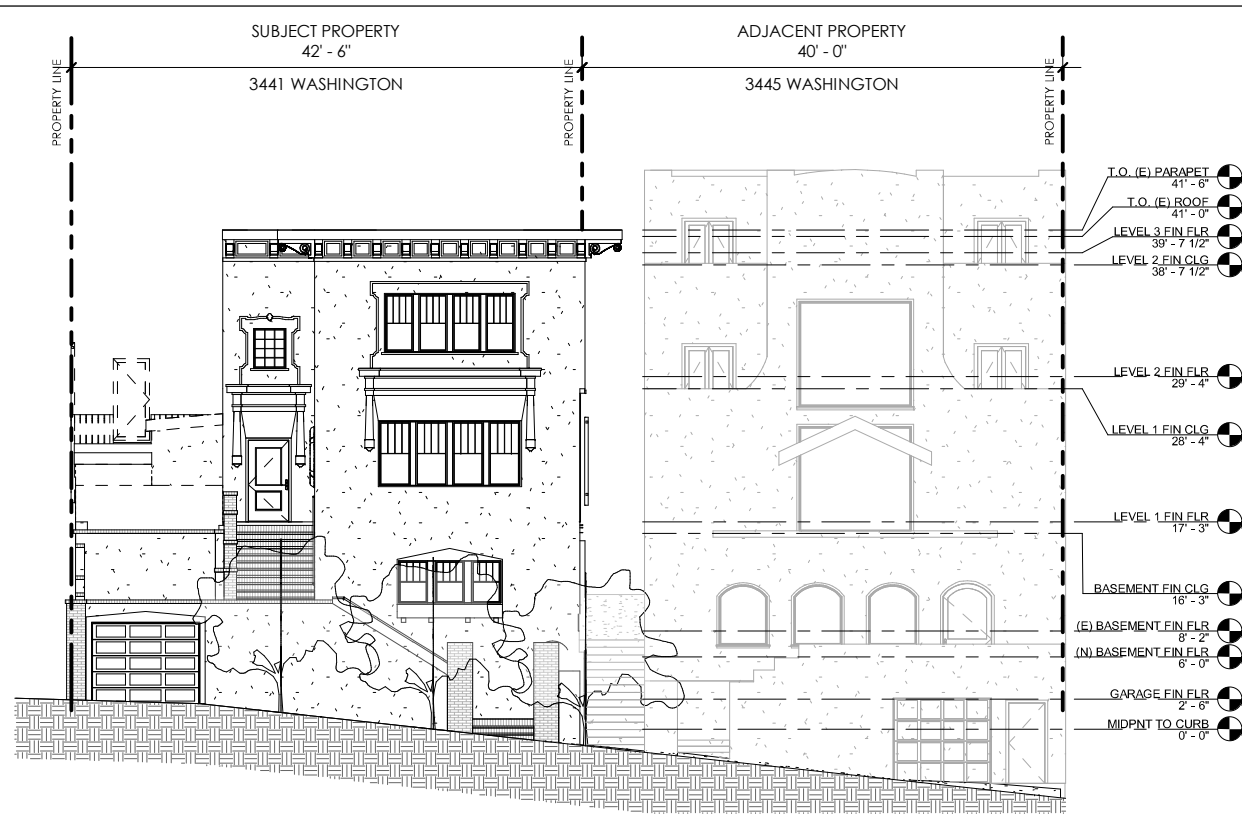 SUBJECT PROPERTY
42' - 6"
3441 WASHINGTON
ADJACENT PROPERTY
40' - 0"
3445 WASHINGTON
PROPERTY LINE
PROPERTY LINE
PROPERTY LINE
T.O. (E) PARAPET
41' - 6"
T.O. (E) ROOF
41' - 0"
LEVEL 3 FIN FLR
39' - 7 1/2"
LEVEL 2 FIN CLG
38' - 7 1/2"
LEVEL 2 FIN FLR
29' - 4"
LEVEL 1 FIN CLG
28' - 4"
LEVEL 1 FIN FLR
17' - 3"
BASEMENT FIN CLG
16' - 3"
(E) BASEMENT FIN FLR
8' - 2"
(N) BASEMENT FIN FLR
6' - 0"
GARAGE FIN FLR
2' - 6"
MIDPNT TO CURB
0' - 0"